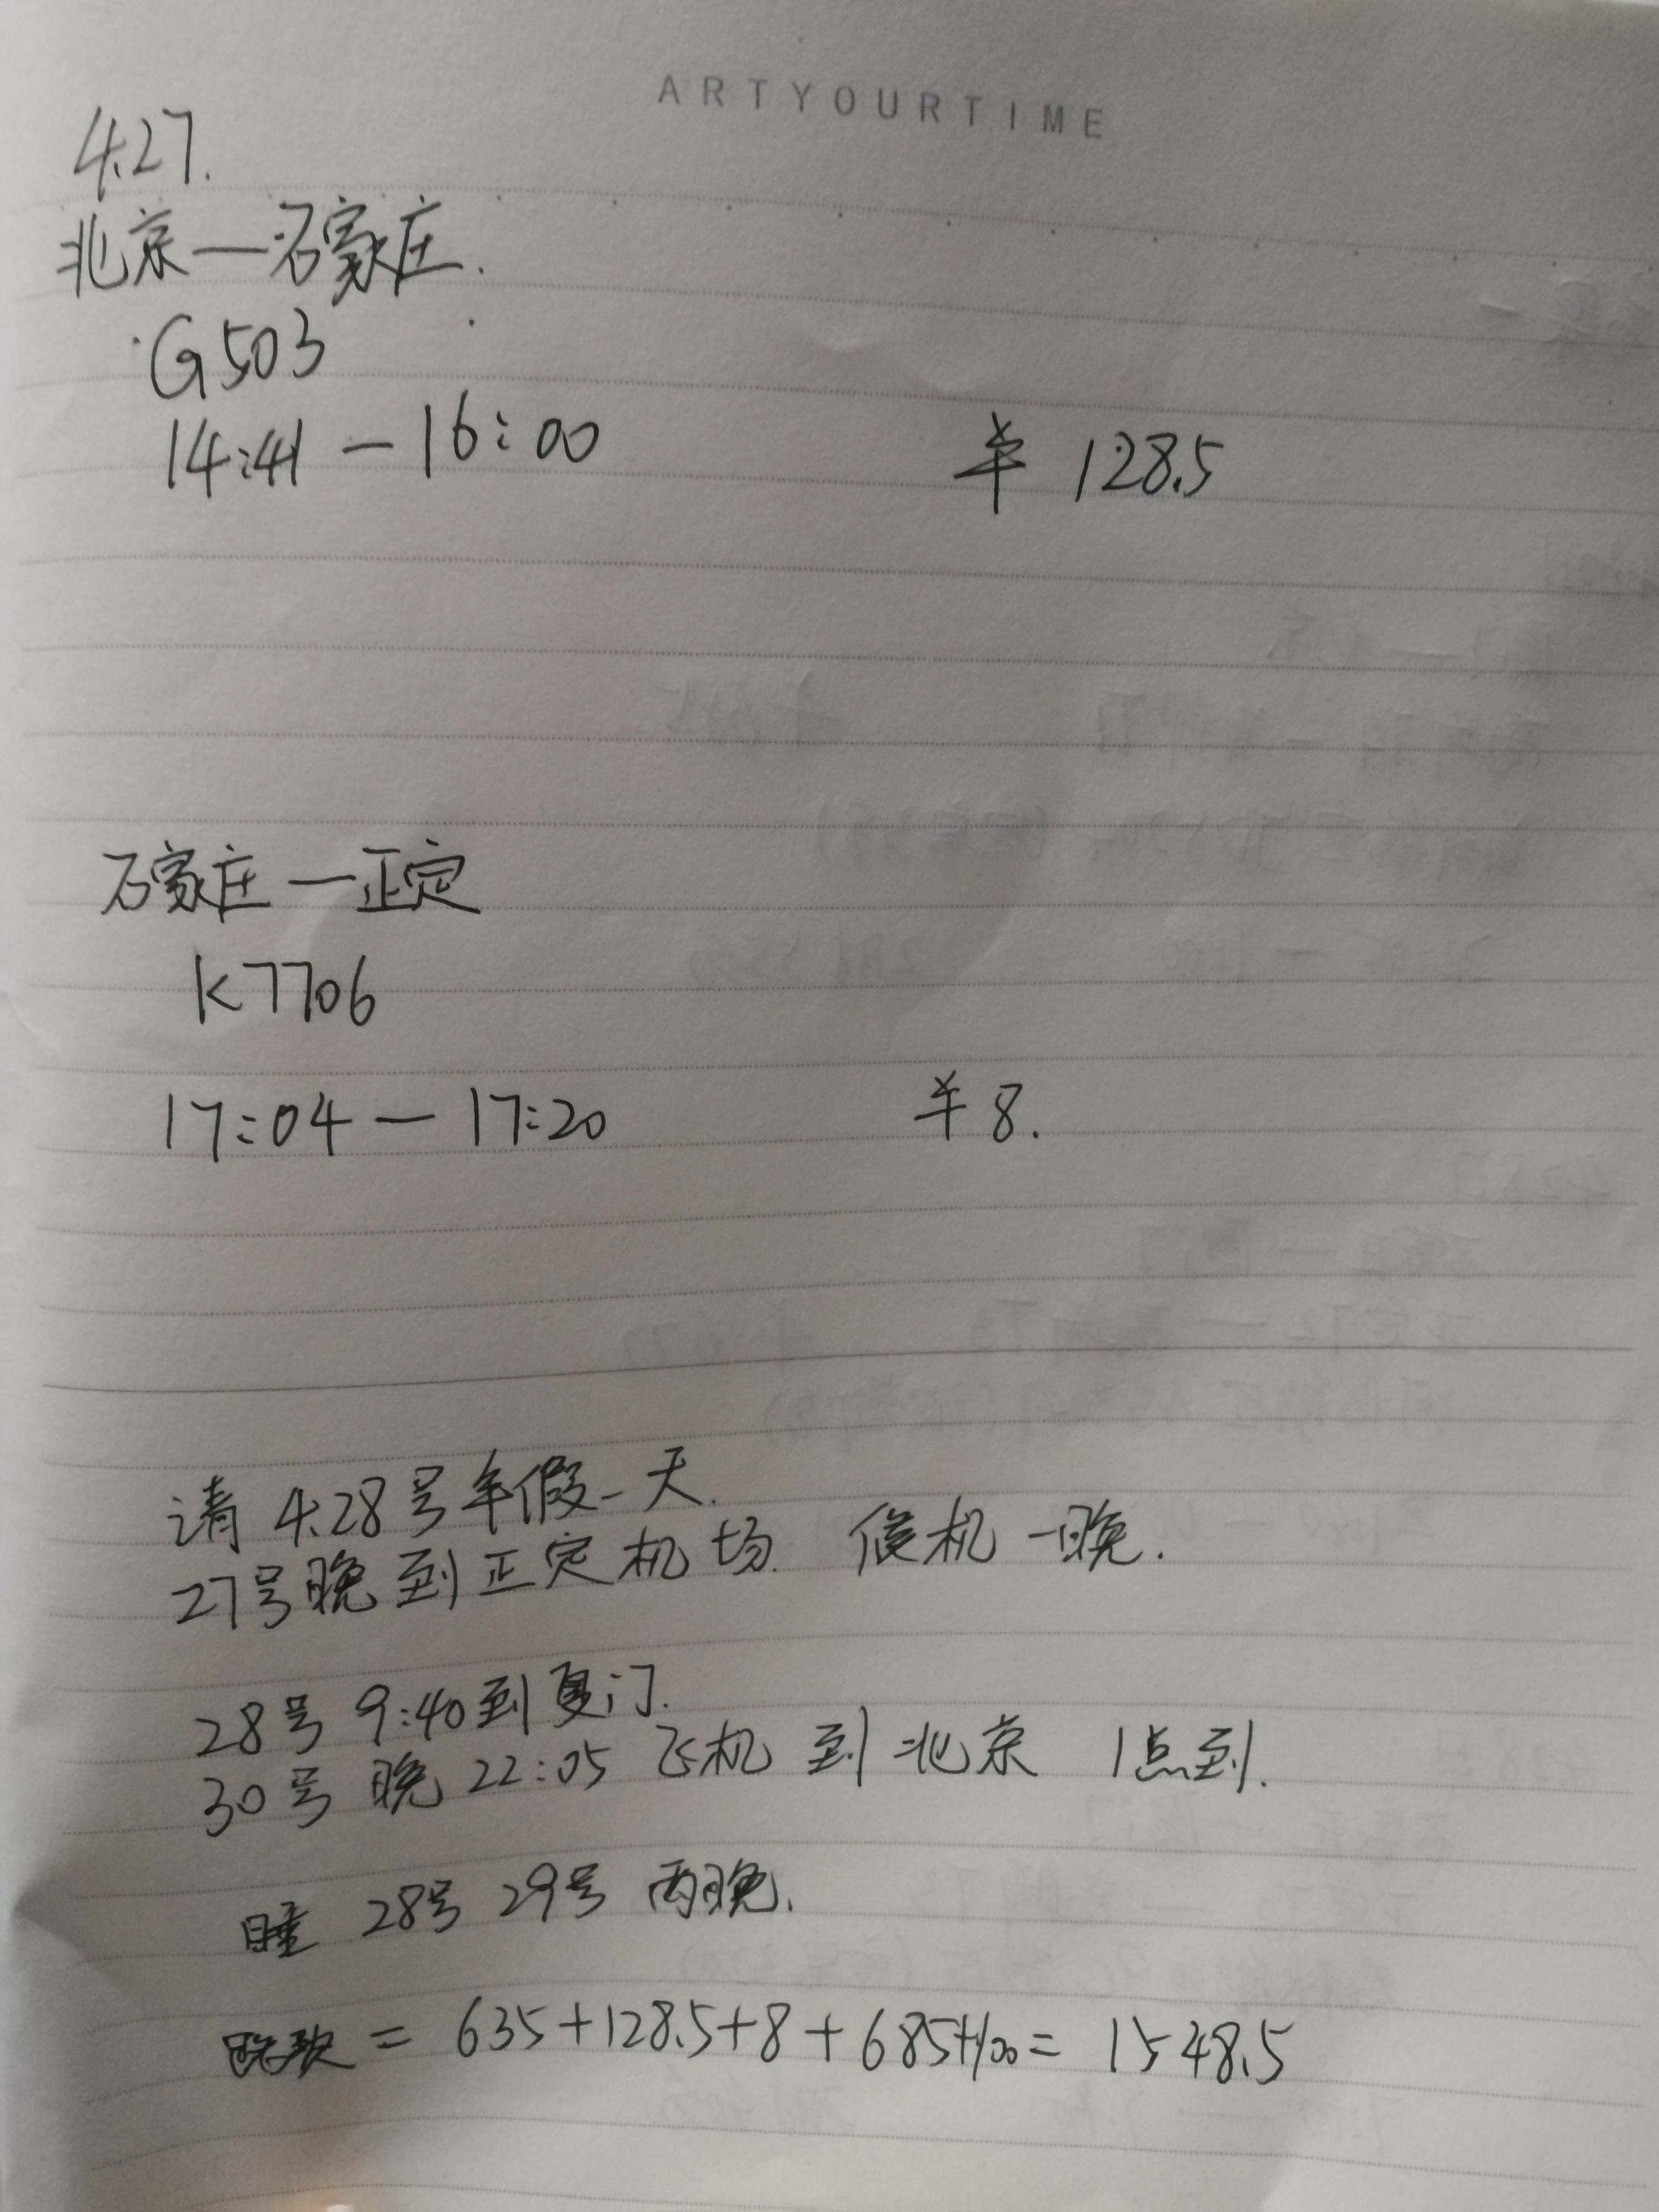 ARTYOURTIME
4.27.
北京—石家庄.
G503
14:41 — 16:00 ¥ 128.5
石家庄—正定
K7706
17:04 — 17:20 ¥ 8.
请 4.28号年假一天.
27号晚到正定机场. 候机一晚.
28号 9:40到厦门.
30号 晚 22:05 飞机 到 北京 1点到.
睡 28号 29号 两晚.
= 635+128.5+8+685+100= 1548.5